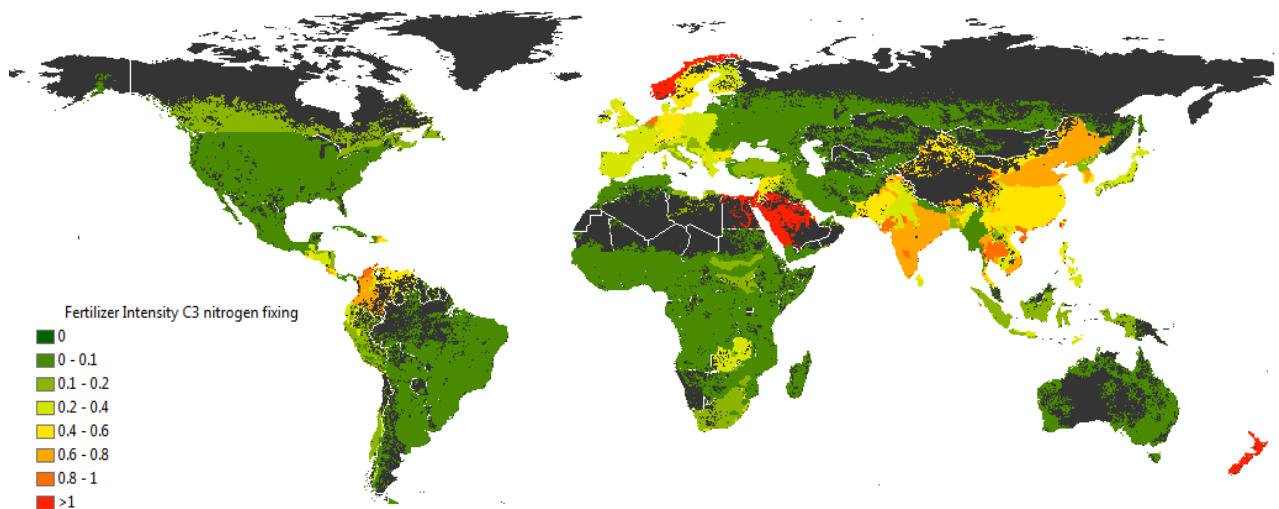 Fertilizer Intensity C3 nitrogen fixing
0
0 - 0.1
0.1 - 0.2
0.2 - 0.4
0.4 - 0.6
0.6 - 0.8
0.8 - 1
>1